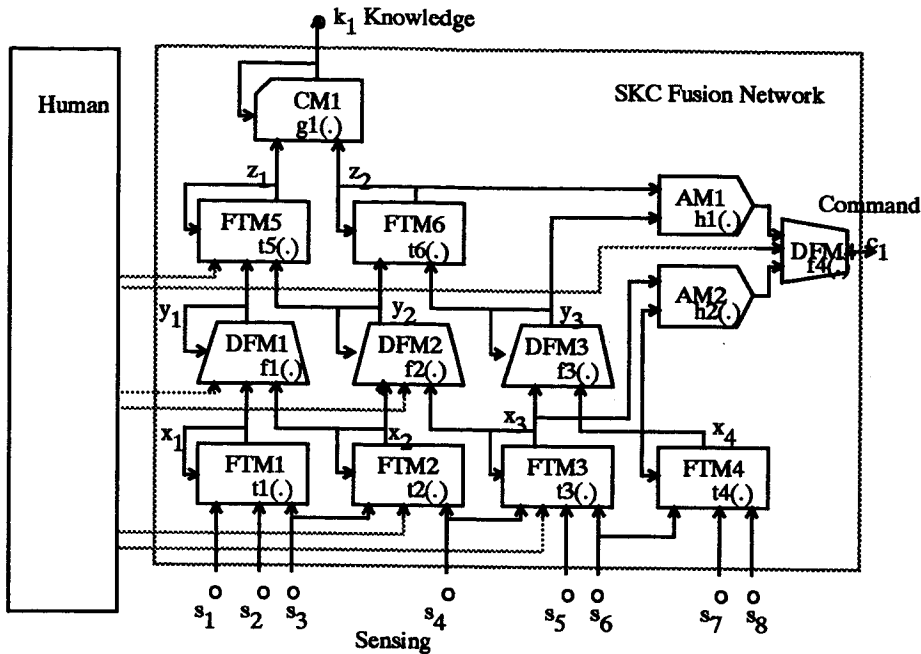 k1 Knowledge
Human
CM1
g1(.)
SKC Fusion Network
z1
z2
FTM5
t5(.)
FTM6
t6(.)
AM1
h1(.)
Command
DFM4
f4(.)
c1
AM2
h2(.)
y1
y2
y3
DFM1
f1(.)
DFM2
f2(.)
DFM3
f3(.)
x1
x2
x3
x4
FTM1
t1(.)
FTM2
t2(.)
FTM3
t3(.)
FTM4
t4(.)
s1
s2
s3
s4
s5
s6
s7
s8
Sensing